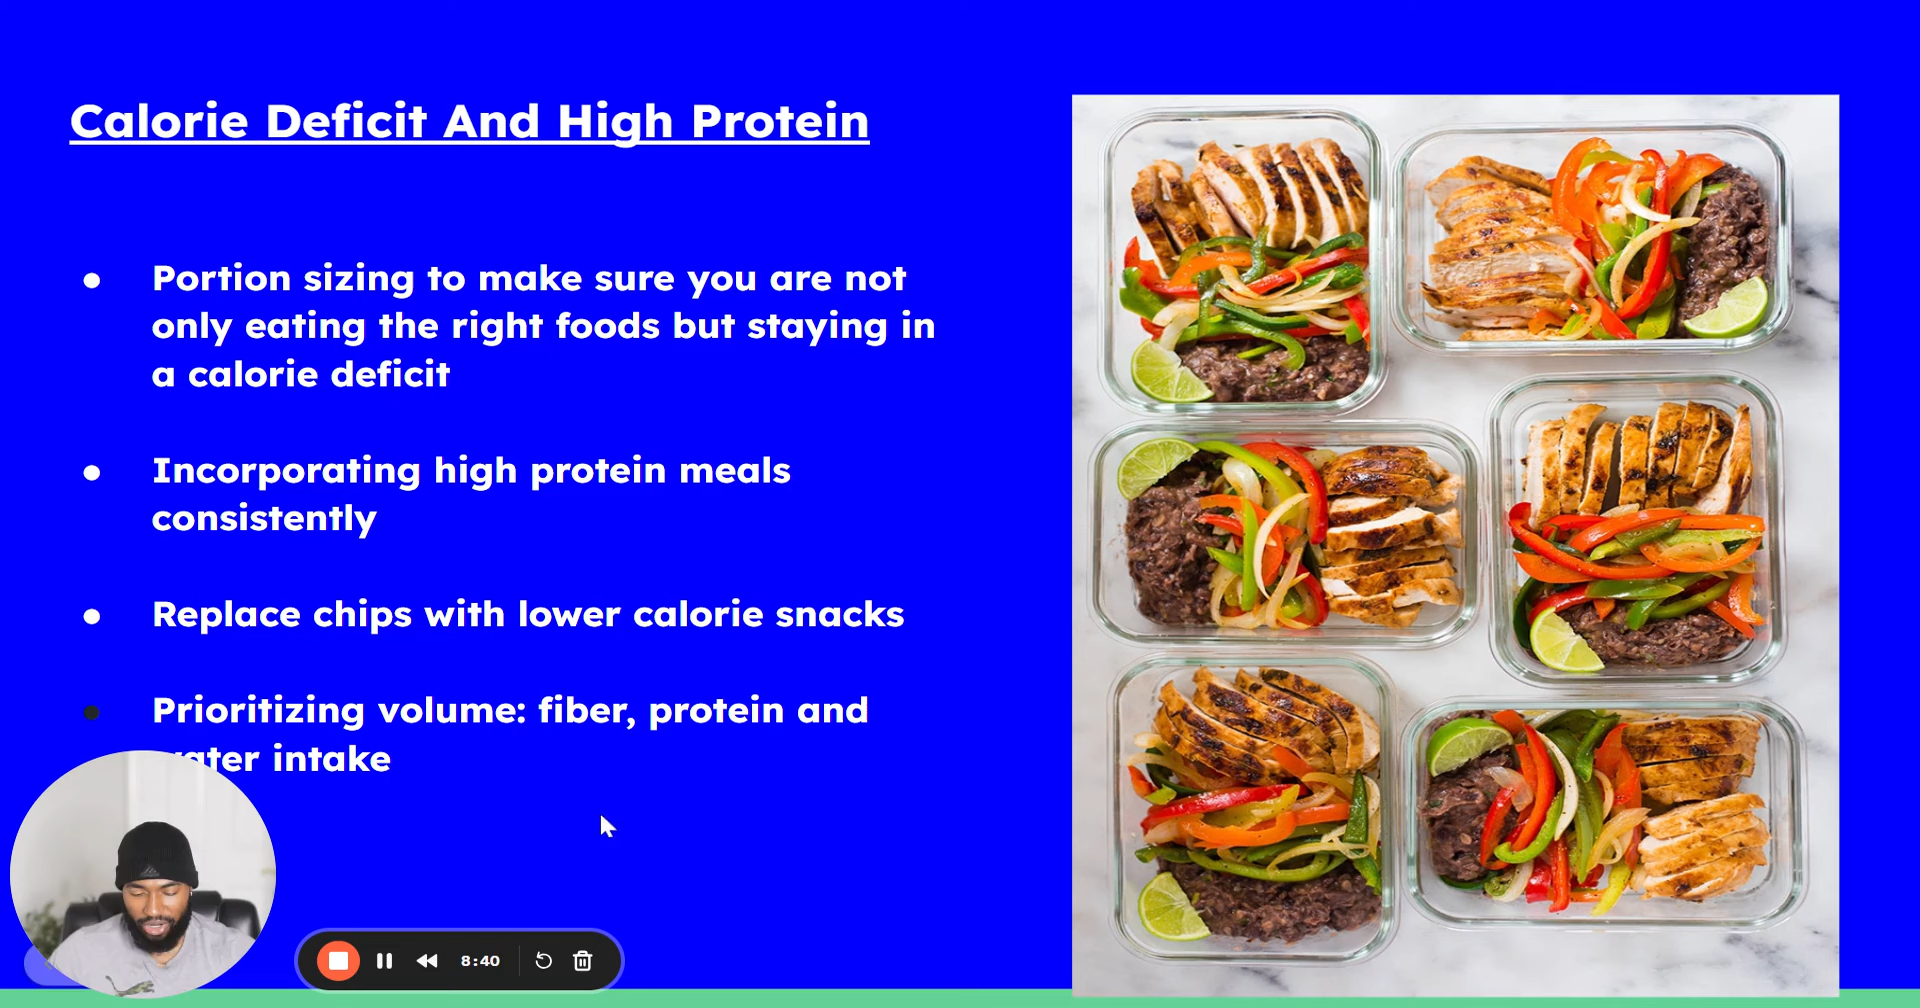 Calorie Deficit And High Protein
● Portion sizing to make sure you are not
only eating the right foods but staying in
a calorie deficit
● Incorporating high protein meals
consistently
● Replace chips with lower calorie snacks
● Prioritizing volume: fiber, protein and
water intake
8:40